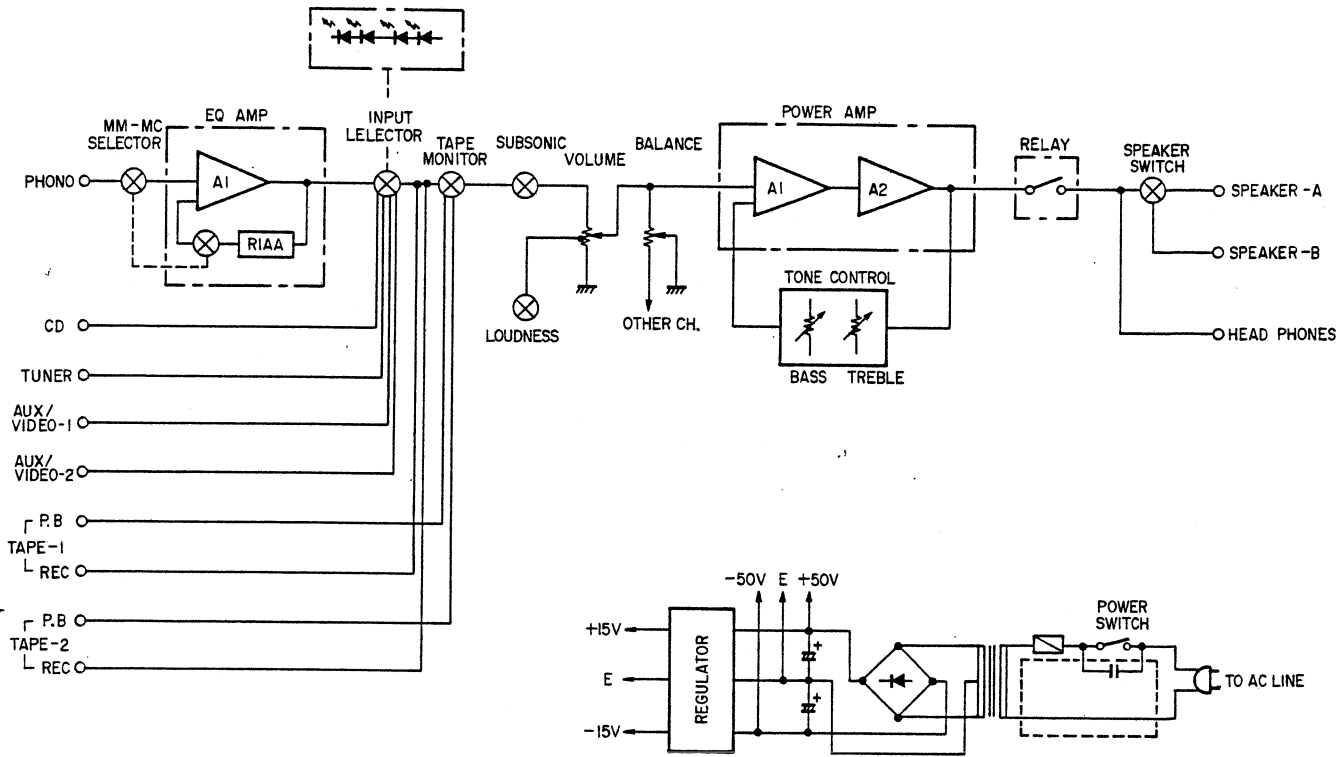 EQ AMP
MM-MC
SELECTOR
INPUT
LELECTOR
TAPE
MONITOR
SUBSONIC
VOLUME
BALANCE
POWER AMP
RELAY
SPEAKER
SWITCH
PHONO
A1
RIAA
A1
A2
SPEAKER-A
SPEAKER-B
HEAD PHONES
LOUDNESS
OTHER CH.
TONE CONTROL
BASS TREBLE
CD
TUNER
AUX/
VIDEO-1
AUX/
VIDEO-2
P.B
TAPE-1
REC
P.B
TAPE-2
REC
-50V E +50V
+15V
E
-15V
REGULATOR
+
+
POWER
SWITCH
TO AC LINE